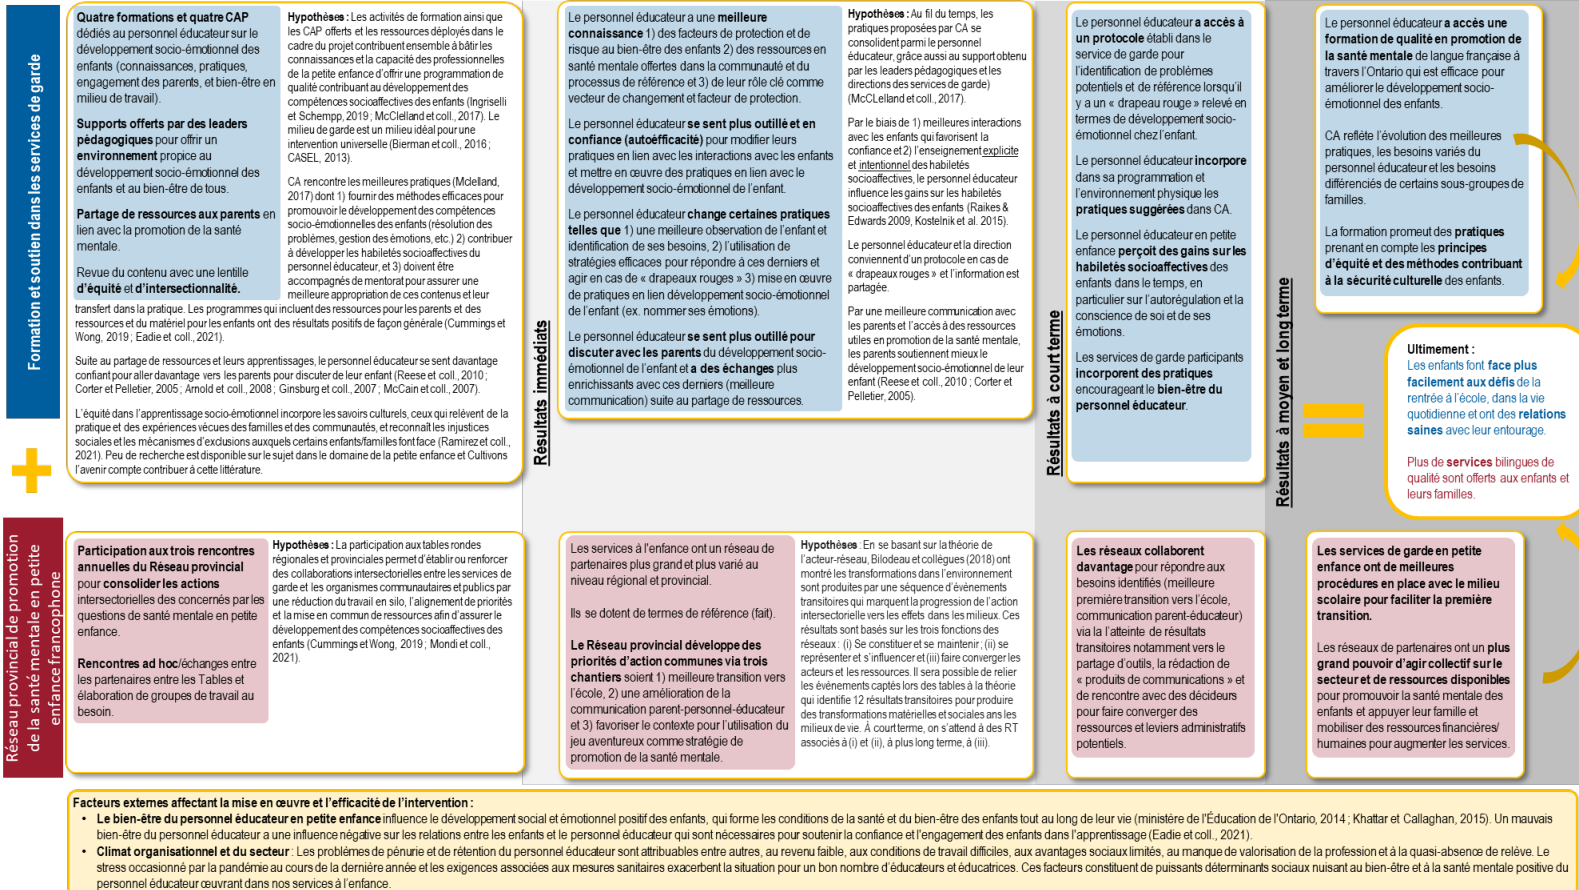 Formation et soutien dans les services de garde
Quatre formations et quatre CAP
dédiés au personnel éducateur sur le
développement socio-émotionnel des
enfants (connaissances, pratiques,
engagement des parents, et bien-être en
milieu de travail).
Supports offerts par des leaders
pédagogiques pour offrir un
environnement propice au
développement socio-émotionnel des
enfants et au bien-être de tous.
Partage de ressources aux parents en
lien avec la promotion de la santé
mentale.
Revue du contenu avec une lentille
d'équité et d'intersectionnalité.
Hypothèses : Les activités de formation ainsi que
les CAP offerts et les ressources déployés dans le
cadre du projet contribuent ensemble à bâtir les
connaissances et la capacité des professionnelles
de la petite enfance d'offrir une programmation de
qualité contribuant au développement des
compétences socioaffectives des enfants (Ingriselli
et Schempp, 2019 ; McClelland et coll., 2017). Le
milieu de garde est un milieu idéal pour une
intervention universelle (Bierman et coll., 2016 ;
CASEL, 2013).
CA rencontre les meilleures pratiques (Mclelland,
2017) dont 1) fournir des méthodes efficaces pour
promouvoir le développement des compétences
socio-émotionnelles des enfants (résolution des
problèmes, gestion des émotions, etc.) 2) contribuer
à développer les habiletés socioaffectives du
personnel éducateur, et 3) doivent être
accompagnés de mentorat pour assurer une
meilleure appropriation de ces contenus et leur
transfert dans la pratique. Les programmes qui incluent des ressources pour les parents et des
ressources et du matériel pour les enfants ont des résultats positifs de façon générale (Cummings et
Wong, 2019 ; Eadie et coll., 2021).
Suite au partage de ressources et leurs apprentissages, le personnel éducateur se sent davantage
confiant pour aller davantage vers les parents pour discuter de leur enfant (Reese et coll., 2010 ;
Corter et Pelletier, 2005 ; Arnold et coll., 2008 ; Ginsburg et coll., 2007 ; McCain et coll., 2007).
L'équité dans l'apprentissage socio-émotionnel incorpore les savoirs culturels, ceux qui relèvent de la
pratique et des expériences vécues des familles et des communautés, et reconnaît les injustices
sociales et les mécanismes d'exclusions auxquels certains enfants/familles font face (Ramirez et coll.,
2021). Peu de recherche est disponible sur le sujet dans le domaine de la petite enfance et Cultivons
l'avenir compte contribuer à cette littérature.
Résultats immédiats
Le personnel éducateur a une meilleure
connaissance 1) des facteurs de protection et de
risque au bien-être des enfants 2) des ressources en
santé mentale offertes dans la communauté et du
processus de référence et 3) de leur rôle clé comme
vecteur de changement et facteur de protection.
Le personnel éducateur se sent plus outillé et en
confiance (autoéfficacité) pour modifier leurs
pratiques en lien avec les interactions avec les enfants
et mettre en œuvre des pratiques en lien avec le
développement socio-émotionnel de l'enfant.
Le personnel éducateur change certaines pratiques
telles que 1) une meilleure observation de l'enfant et
identification de ses besoins, 2) l'utilisation de
stratégies efficaces pour répondre à ces derniers et
agir en cas de « drapeaux rouges » 3) mise en œuvre
de pratiques en lien développement socio-émotionnel
de l'enfant (ex. nommer ses émotions).
Le personnel éducateur se sent plus outillé pour
discuter avec les parents du développement socio-
émotionnel de l'enfant et a des échanges plus
enrichissants avec ces derniers (meilleure
communication) suite au partage de ressources.
Hypothèses : Au fil du temps, les
pratiques proposées par CA se
consolident parmi le personnel
éducateur, grâce aussi au support obtenu
par les leaders pédagogiques et les
directions des services de garde)
(McCLelland et coll., 2017).
Par le biais de 1) meilleures interactions
avec les enfants qui favorisent la
confiance et 2) l'enseignement explicite
et intentionnel des habiletés
socioaffectives, le personnel éducateur
influence les gains sur les habiletés
socioaffectives des enfants (Raikes &
Edwards 2009, Kostelnik et al. 2015).
Le personnel éducateur et la direction
conviennent d'un protocole en cas de
« drapeaux rouges » et l'information est
partagée.
Par une meilleure communication avec
les parents et l'accès à des ressources
utiles en promotion de la santé mentale,
les parents soutiennent mieux le
développement socio-émotionnel de leur
enfant (Reese et coll., 2010 ; Corter et
Pelletier, 2005).
Résultats à court terme
Le personnel éducateur a accès à
un protocole établi dans le
service de garde pour
l'identification de problèmes
potentiels et de référence lorsqu'il
y a un « drapeau rouge » relevé en
termes de développement socio-
émotionnel chez l'enfant.
Le personnel éducateur incorpore
dans sa programmation et
l'environnement physique les
pratiques suggérées dans CA.
Le personnel éducateur en petite
enfance perçoit des gains sur les
habiletés socioaffectives des
enfants dans le temps, en
particulier sur l'autorégulation et la
conscience de soi et de ses
émotions.
Les services de garde participants
incorporent des pratiques
encourageant le bien-être du
personnel éducateur.
Résultats à moyen et long terme
Le personnel éducateur a accès une
formation de qualité en promotion de
la santé mentale de langue française à
travers l'Ontario qui est efficace pour
améliorer le développement socio-
émotionnel des enfants.
CA reflète l'évolution des meilleures
pratiques, les besoins variés du
personnel éducateur et les besoins
différenciés de certains sous-groupes de
familles.
La formation promeut des pratiques
prenant en compte les principes
d'équité et des méthodes contribuant
à la sécurité culturelle des enfants.
Ultimement :
Les enfants font face plus
facilement aux défis de la
rentrée à l'école, dans la vie
quotidienne et ont des relations
saines avec leur entourage.
Plus de services bilingues de
qualité sont offerts aux enfants et
leurs familles.
Réseau provincial de promotion
de la santé mentale en petite
enfance francophone
Participation aux trois rencontres
annuelles du Réseau provincial
pour consolider les actions
intersectorielles des concernés par les
questions de santé mentale en petite
enfance.
Rencontres ad hoc/échanges entre
les partenaires entre les Tables et
élaboration de groupes de travail au
besoin.
Hypothèses : La participation aux tables rondes
régionales et provinciales permet d'établir ou renforcer
des collaborations intersectorielles entre les services de
garde et les organismes communautaires et publics par
une réduction du travail en silo, l'alignement de priorités
et la mise en commun de ressources afin d'assurer le
développement des compétences socioaffectives des
enfants (Cummings et Wong, 2019 ; Mondi et coll.,
2021).
Les services à l'enfance ont un réseau de
partenaires plus grand et plus varié au
niveau régional et provincial.
Ils se dotent de termes de référence (fait).
Le Réseau provincial développe des
priorités d'action communes via trois
chantiers soient 1) meilleure transition vers
l'école, 2) une amélioration de la
communication parent-personnel-éducateur
et 3) favoriser le contexte pour l'utilisation du
jeu aventureux comme stratégie de
promotion de la santé mentale.
Hypothèses : En se basant sur la théorie de
l'acteur-réseau, Bilodeau et collègues (2018) ont
montré les transformations dans l'environnement
sont produites par une séquence d'événements
transitoires qui marquent la progression de l'action
intersectorielle vers les effets dans les milieux. Ces
résultats sont basés sur les trois fonctions des
réseaux : (i) Se constituer et se maintenir ; (ii) se
représenter et s'influencer et (iii) faire converger les
acteurs et les ressources. Il sera possible de relier
les événements captés lors des tables à la théorie
qui identifie 12 résultats transitoires pour produire
des transformations matérielles et sociales ans les
milieux de vie. À court terme, on s'attend à des RT
associés à (i) et (ii), à plus long terme, à (iii).
Les réseaux collaborent
davantage pour répondre aux
besoins identifiés (meilleure
première transition vers l'école,
communication parent-éducateur)
via la l'atteinte de résultats
transitoires notamment vers le
partage d'outils, la rédaction de
« produits de communications » et
de rencontre avec des décideurs
pour faire converger des
ressources et leviers administratifs
potentiels.
Les services de garde en petite
enfance ont de meilleures
procédures en place avec le milieu
scolaire pour faciliter la première
transition.
Les réseaux de partenaires ont un plus
grand pouvoir d'agir collectif sur le
secteur et de ressources disponibles
pour promouvoir la santé mentale des
enfants et appuyer leur famille et
mobiliser des ressources financières/
humaines pour augmenter les services.
Facteurs externes affectant la mise en œuvre et l'efficacité de l'intervention :
• Le bien-être du personnel éducateur en petite enfance influence le développement social et émotionnel positif des enfants, qui forme les conditions de la santé et du bien-être des enfants tout au long de leur vie (ministère de l'Éducation de l'Ontario, 2014 ; Khattar et Callaghan, 2015). Un mauvais
bien-être du personnel éducateur a une influence négative sur les relations entre les enfants et le personnel éducateur qui sont nécessaires pour soutenir la confiance et l'engagement des enfants dans l'apprentissage (Eadie et coll., 2021).
• Climat organisationnel et du secteur : Les problèmes de pénurie et de rétention du personnel éducateur sont attribuables entre autres, au revenu faible, aux conditions de travail difficiles, aux avantages sociaux limités, au manque de valorisation de la profession et à la quasi-absence de relève. Le
stress occasionné par la pandémie au cours de la dernière année et les exigences associées aux mesures sanitaires exacerbent la situation pour un bon nombre d'éducateurs et éducatrices. Ces facteurs constituent de puissants déterminants sociaux nuisant au bien-être et à la santé mentale positive du
personnel éducateur œuvrant dans nos services à l'enfance.